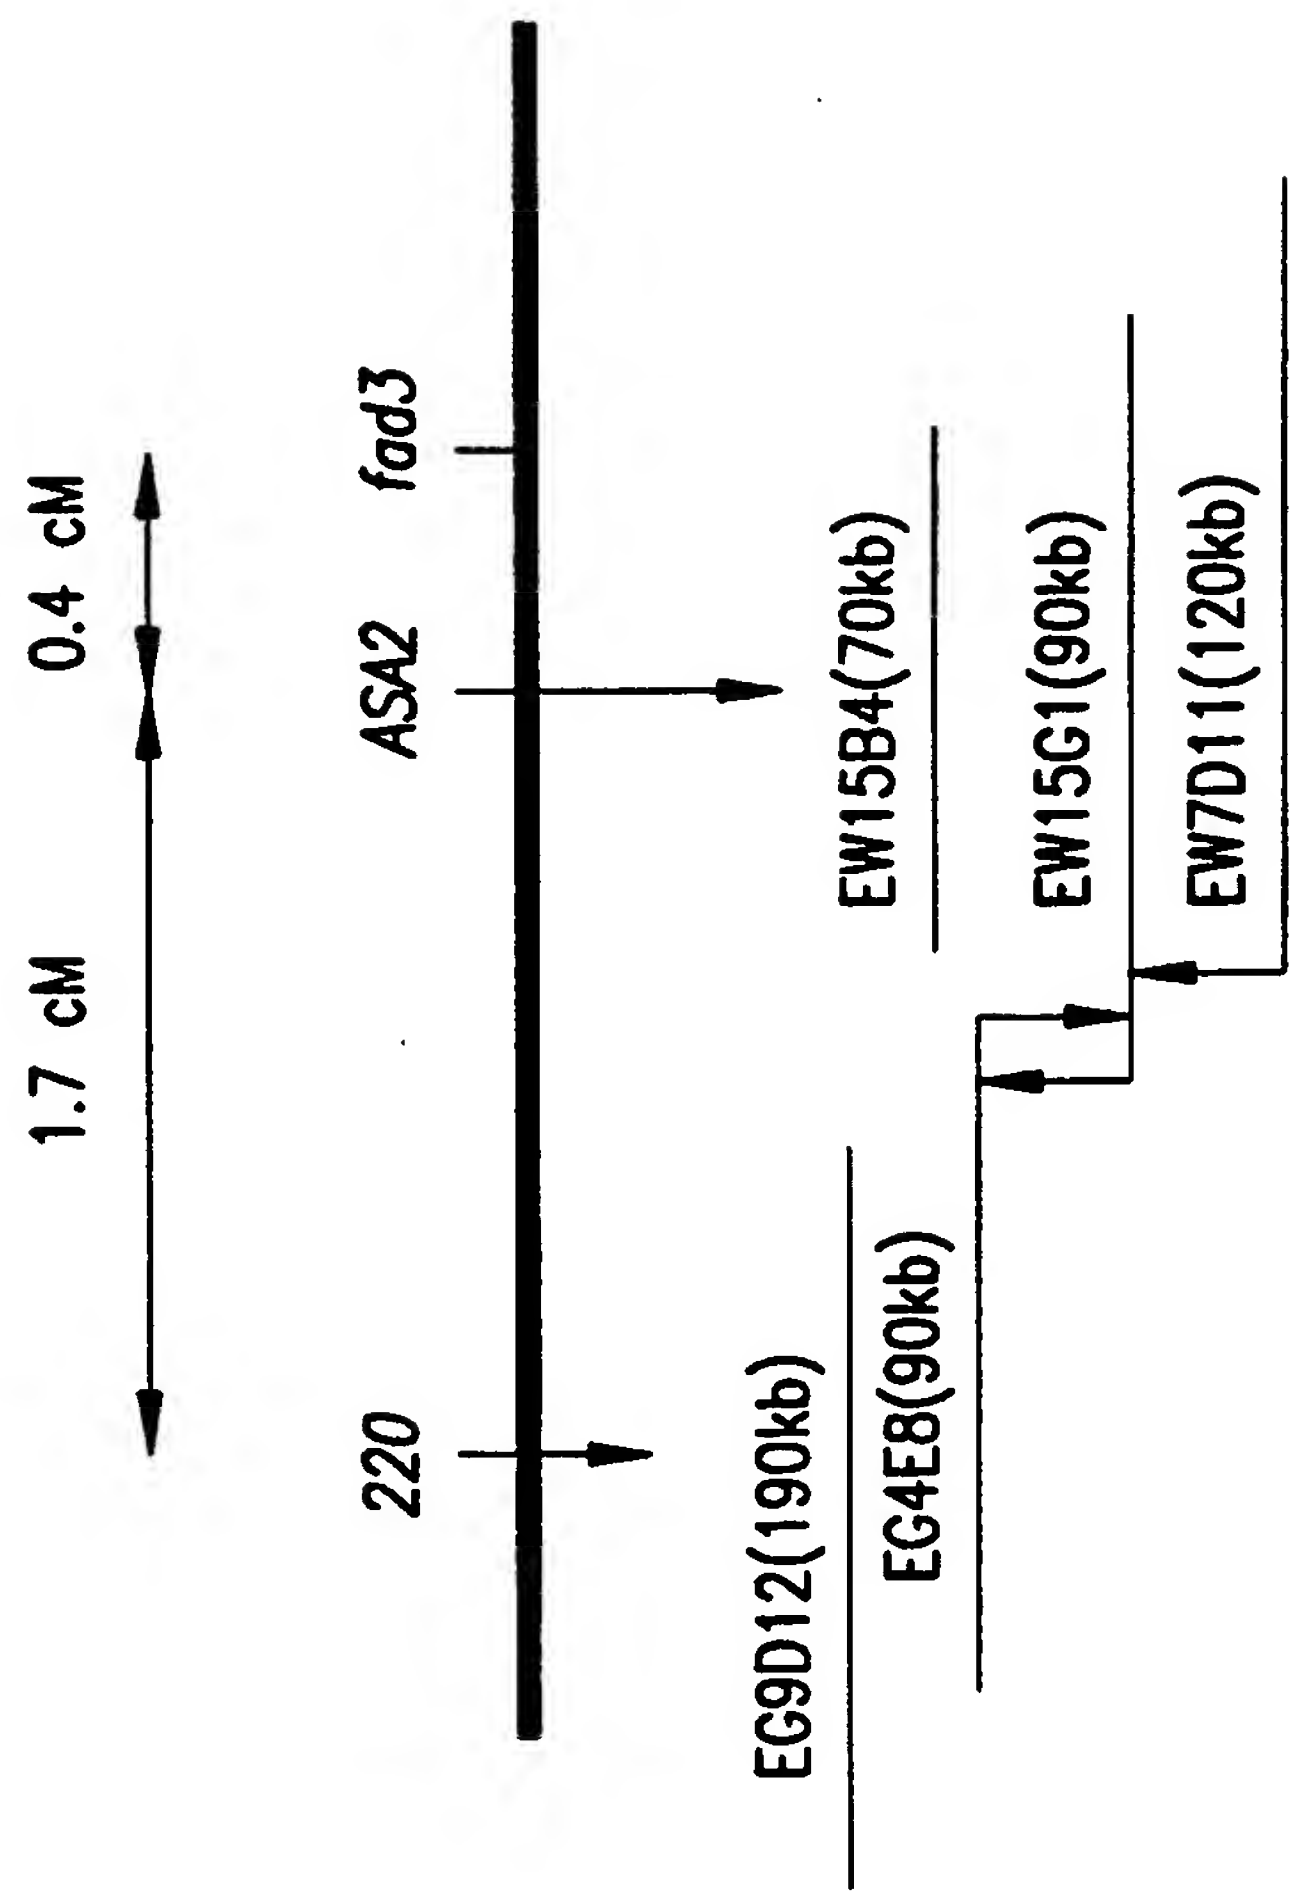 1.7 cM
0.4 cM
220
ASA2
fad3
EG9D12(190kb)
EW15B4(70kb)
EG4E8(90kb)
EW15G1(90kb)
EW7D11(120kb)